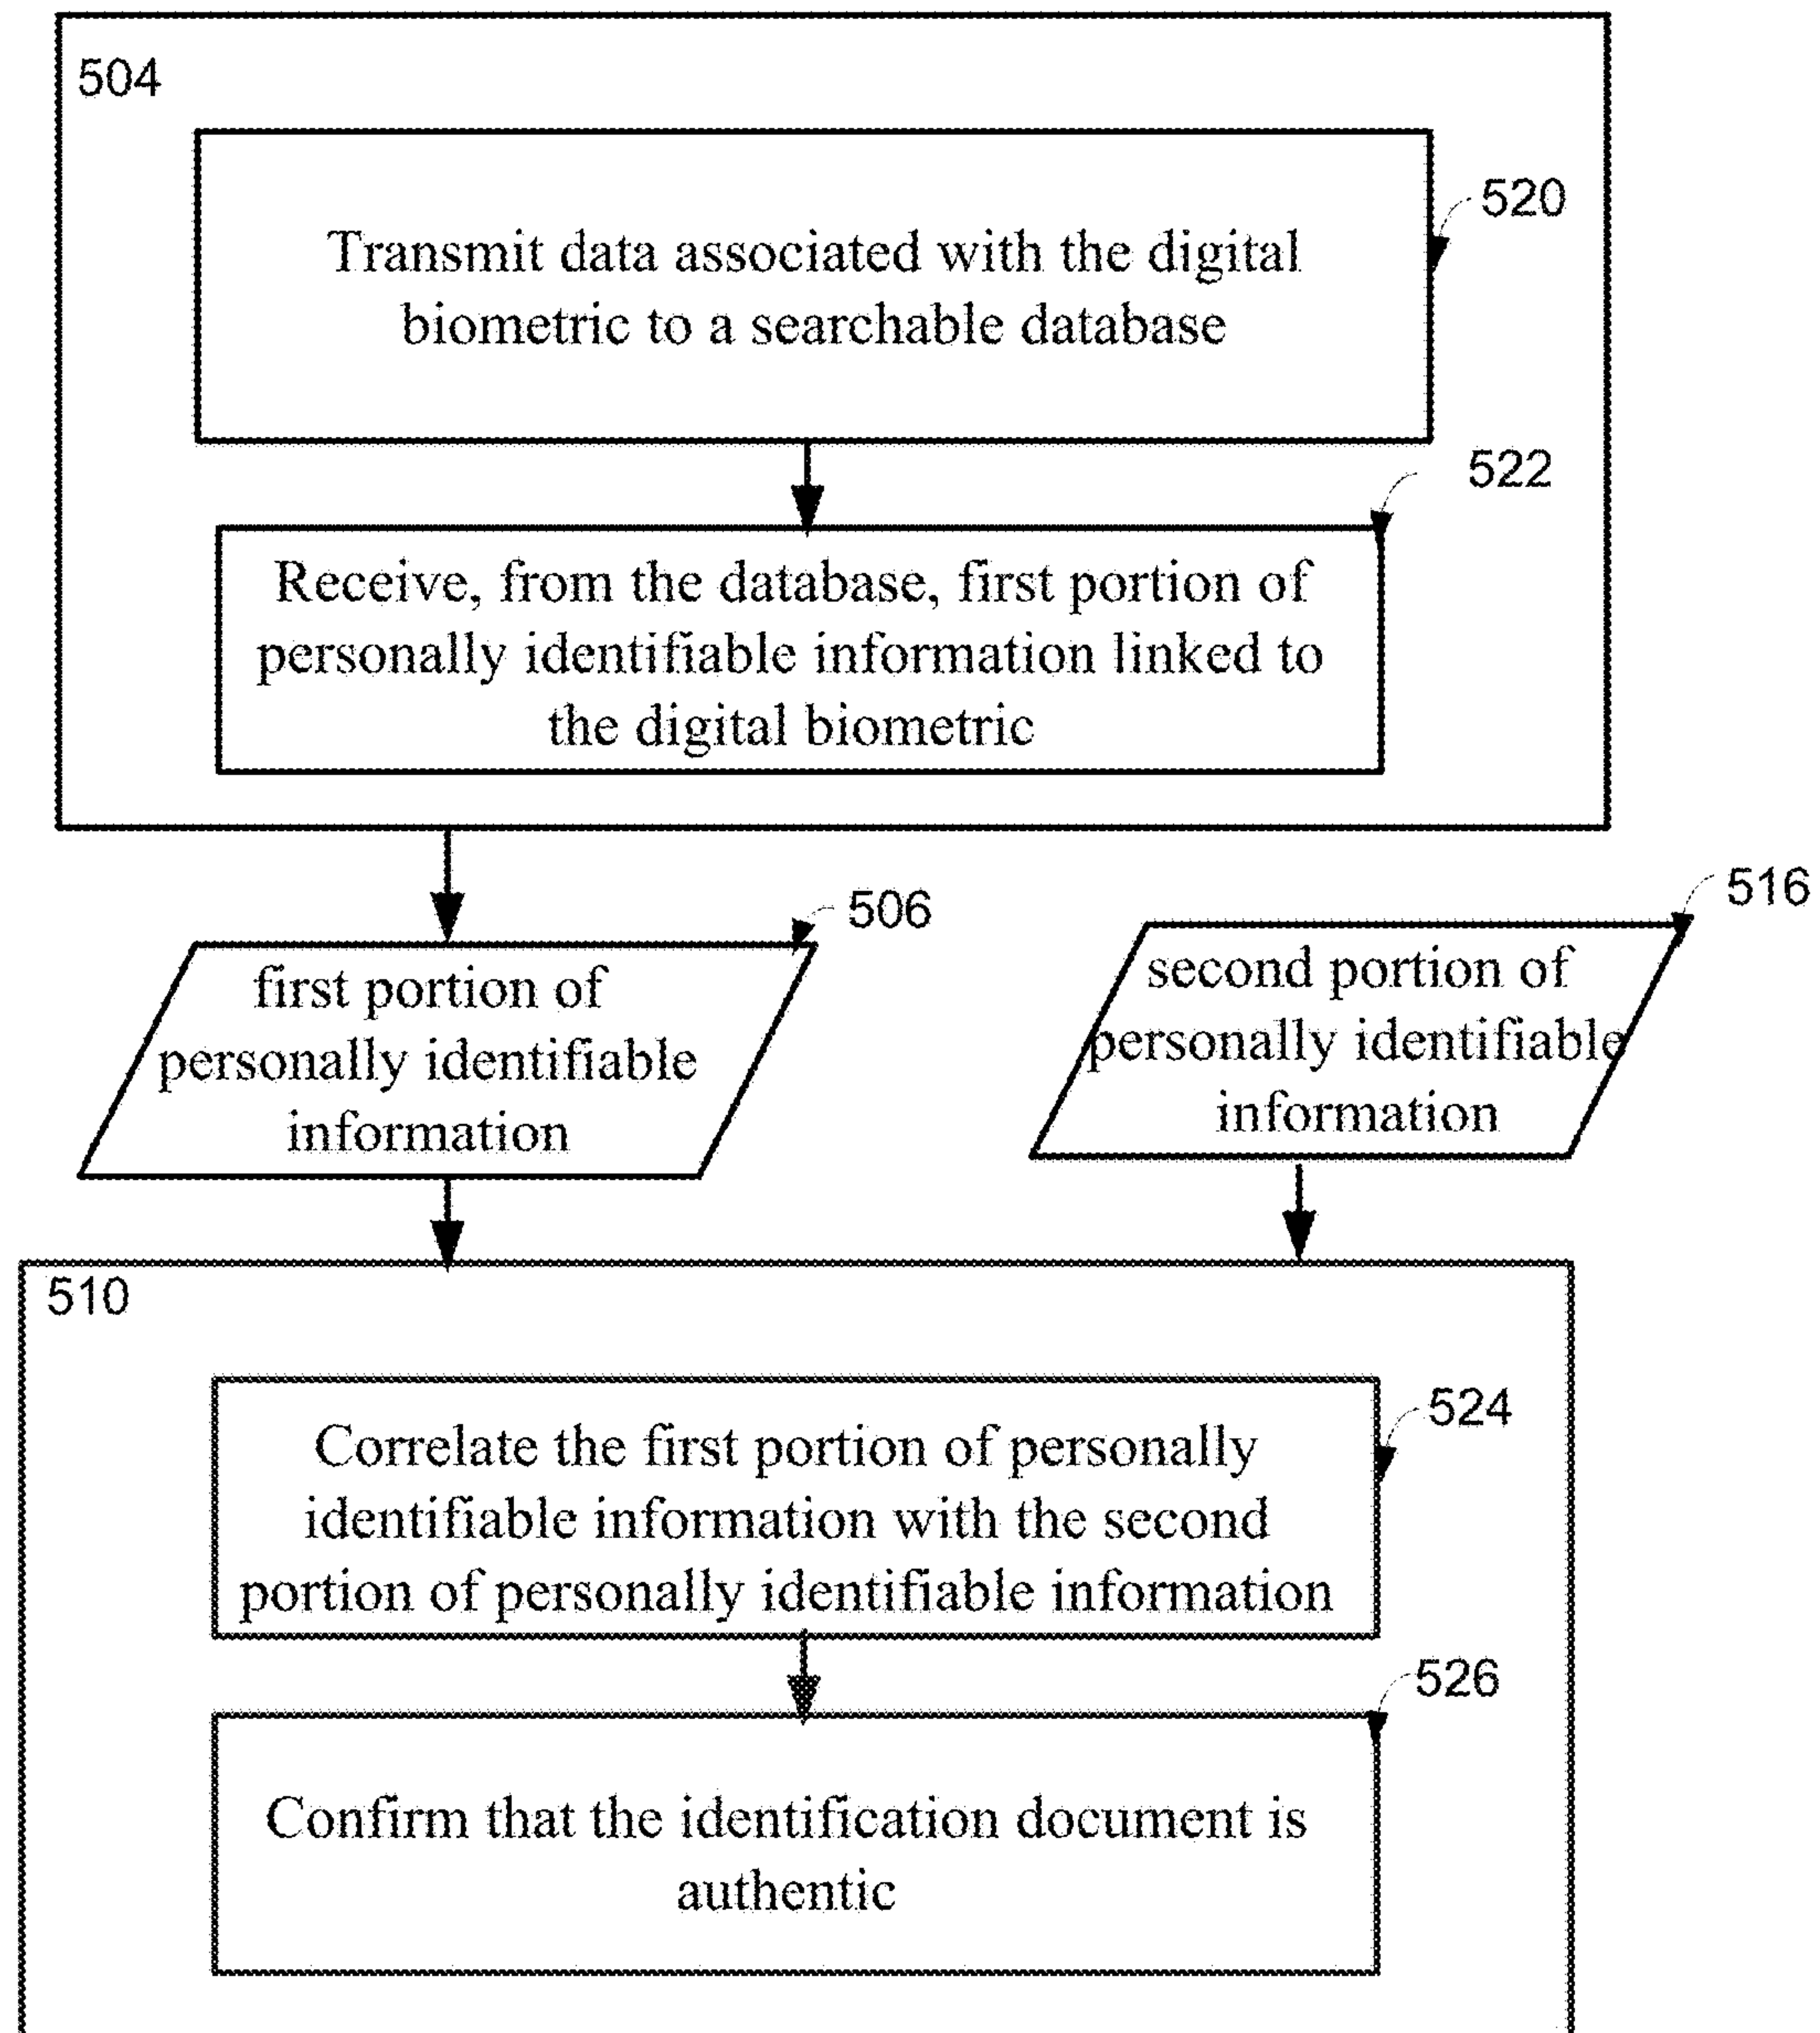 504
Transmit data associated with the digital
biometric to a searchable database
520
522
Receive, from the database, first portion of
personally identifiable information linked to
the digital biometric
506
first portion of
personally identifiable
information
516
second portion of
personally identifiable
information
510
Correlate the first portion of personally
identifiable information with the second
portion of personally identifiable information
524
526
Confirm that the identification document is
authentic